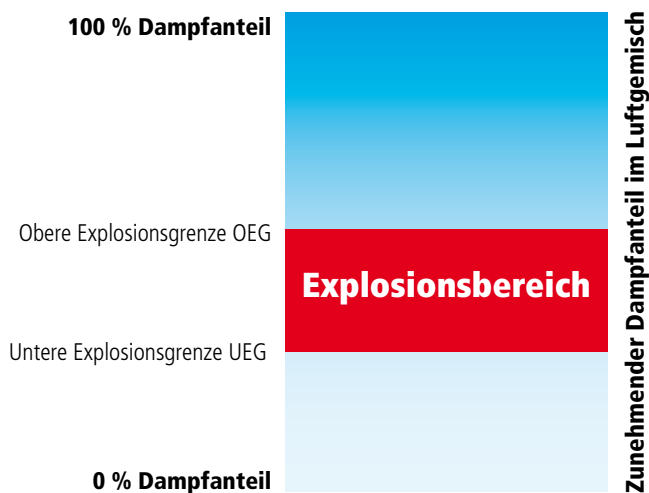 100 % Dampfanteil
Obere Explosionsgrenze OEG
Explosionsbereich
Untere Explosionsgrenze UEG
0 % Dampfanteil
Zunehmender Dampfanteil im Luftgemisch